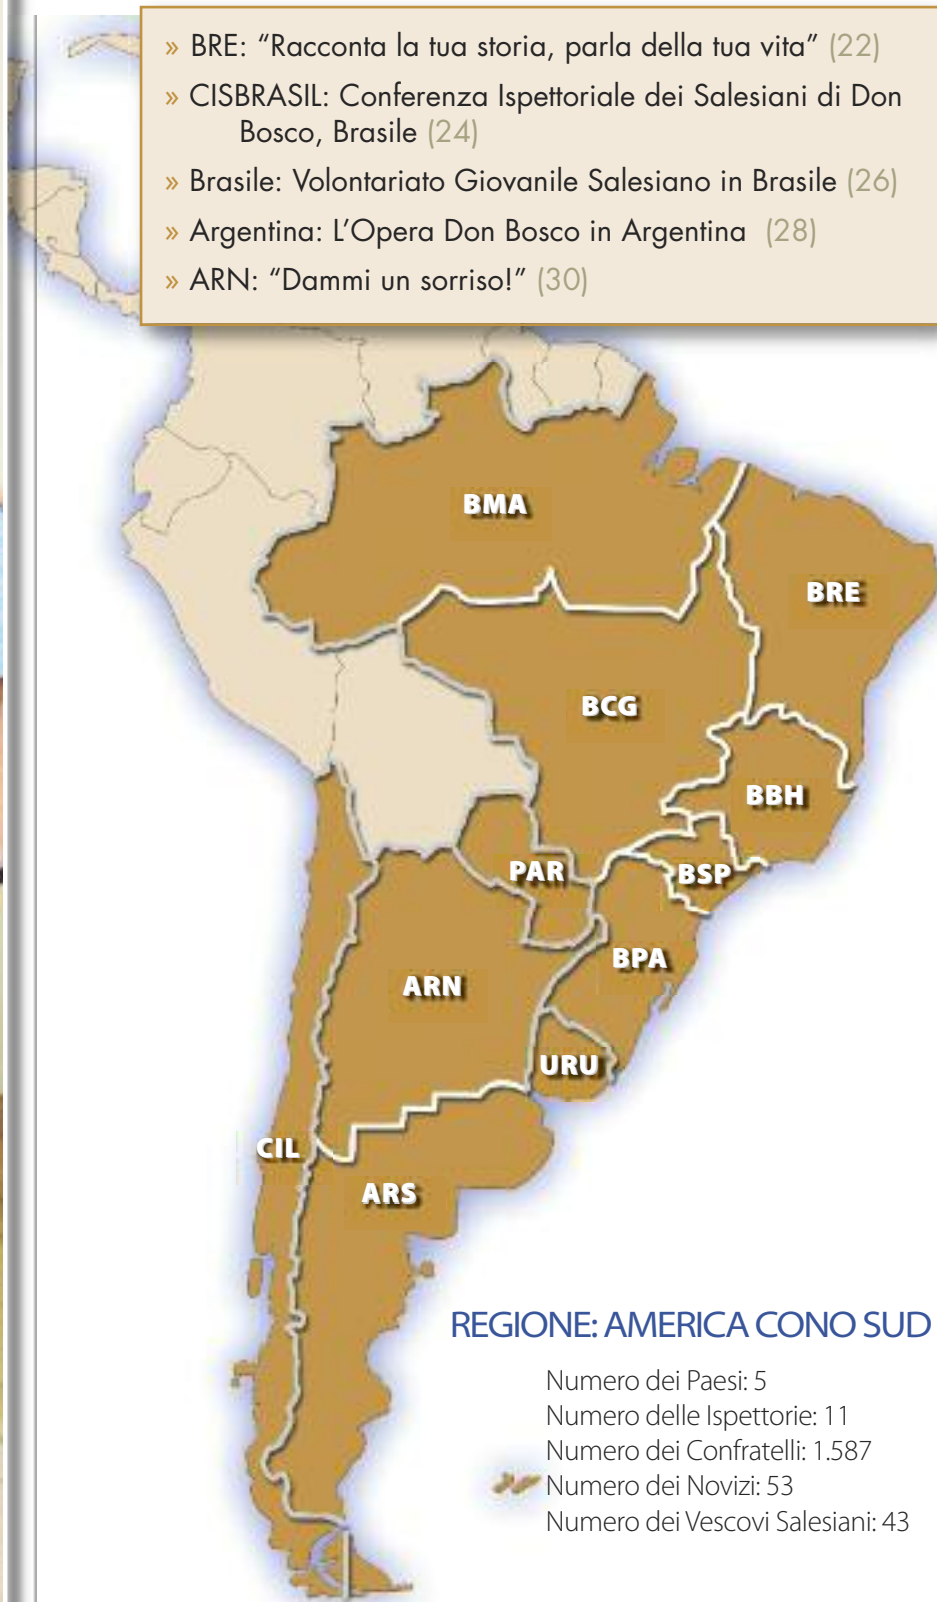 » BRE: “Racconta la tua storia, parla della tua vita” (22)
» CISBRASIL: Conferenza Ispettoriale dei Salesiani di Don
Bosco, Brasile (24)
» Brasile: Volontariato Giovanile Salesiano in Brasile (26)
» Argentina: L’Opera Don Bosco in Argentina (28)
» ARN: “Dammi un sorriso!” (30)
BMA
BRE
BCG
BBH
PAR
BSP
BPA
ARN
URU
CIL
ARS
REGIONE: AMERICA CONO SUD
Numero dei Paesi: 5
Numero delle Ispettorie: 11
Numero dei Confratelli: 1.587
Numero dei Novizi: 53
Numero dei Vescovi Salesiani: 43